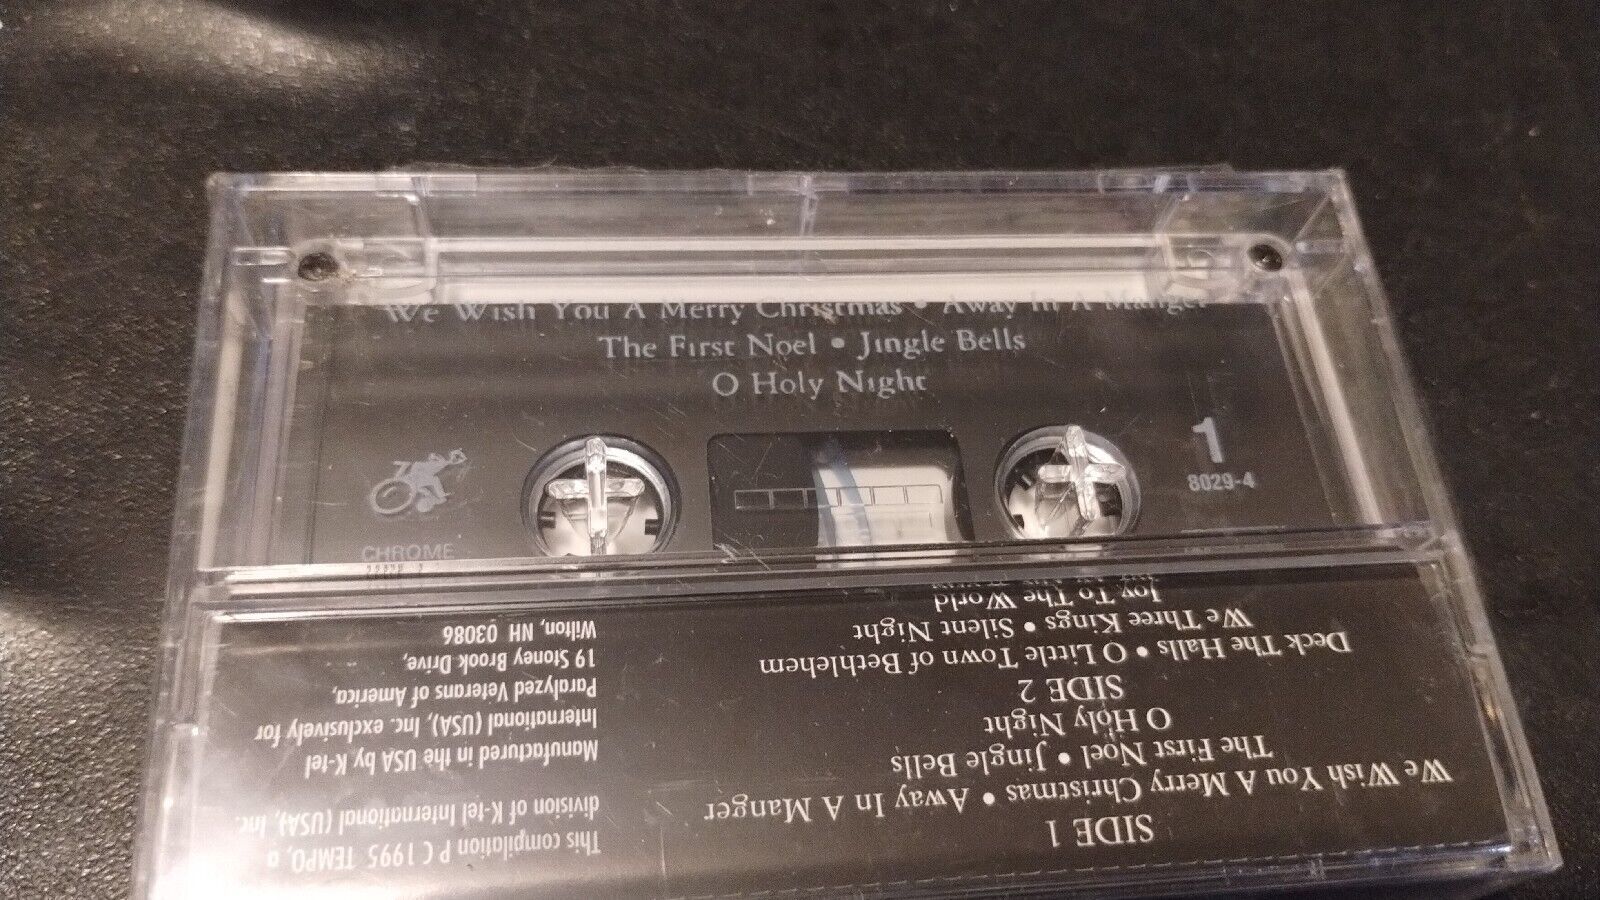 We Wish You A Merry Christmas • Away In A Manger
The First Noel • Jingle Bells
O Holy Night
1
8029-4
CHROME
SIDE 1
We Wish You A Merry Christmas • Away In A Manger
The First Noel • Jingle Bells
O Holy Night
SIDE 2
Deck The Halls • O Little Town of Bethlehem
We Three Kings • Silent Night
Joy To The World
This compilation P C 1995 TEMPO, a
division of K-tel International (USA), Inc.
Manufactured in the USA by K-tel
International (USA), Inc. exclusively for
Paralyzed Veterans of America,
19 Stoney Brook Drive,
Wilton, NH 03086